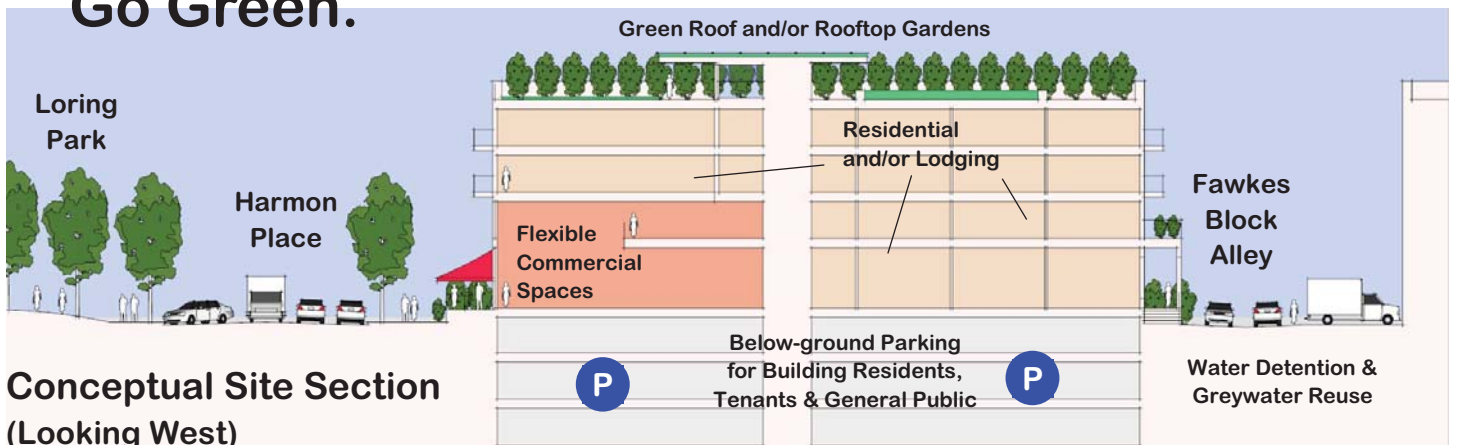 Go Green.
Green Roof and/or Rooftop Gardens
Loring
Park
Harmon
Place
Residential
and/or Lodging
Flexible
Commercial
Spaces
Fawkes
Block
Alley
Below-ground Parking
for Building Residents,
Tenants & General Public
P
P
Water Detention &
Greywater Reuse
Conceptual Site Section
(Looking West)